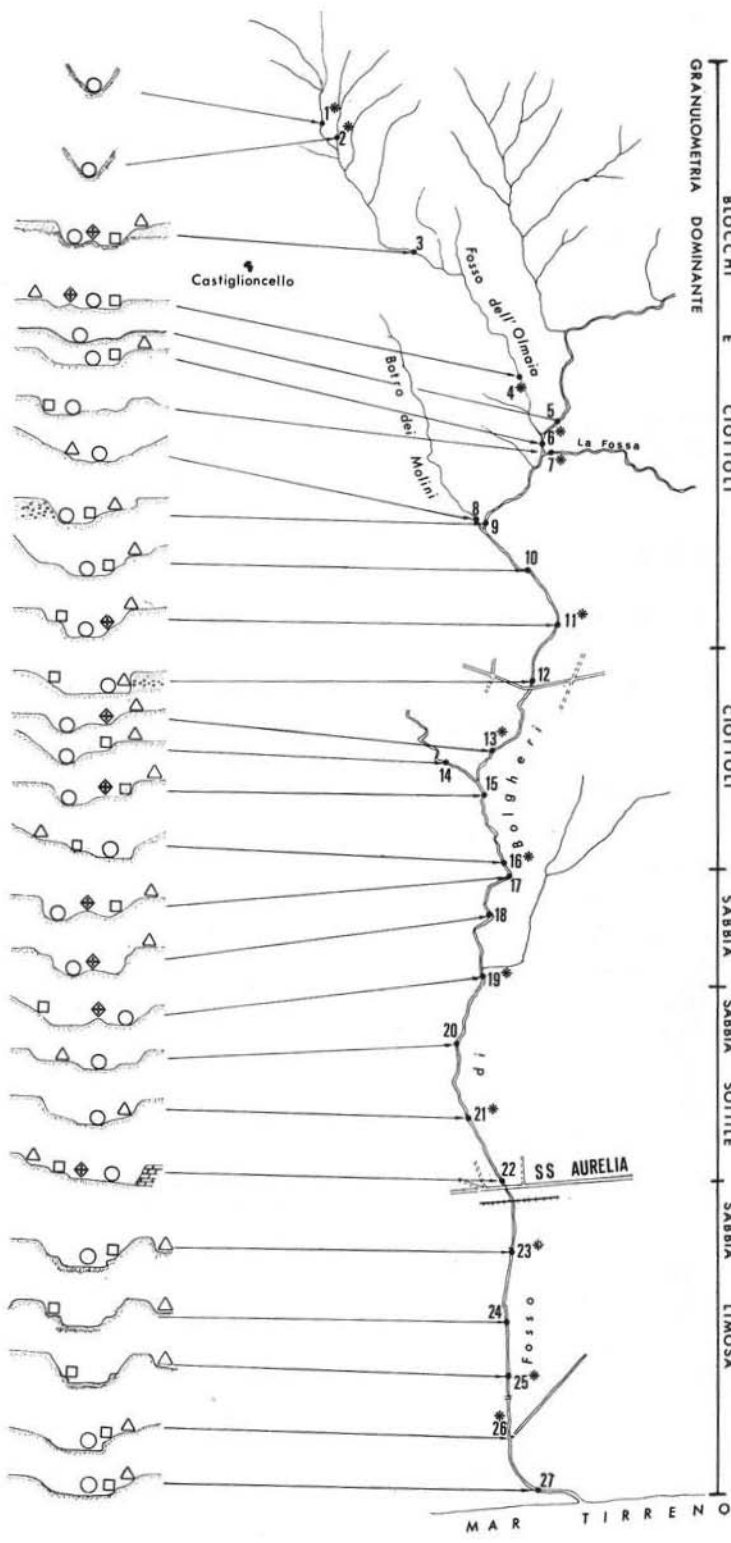 GRANULOMETRIA DOMINANTE
BLOCCHI E CIOTTOLI
CIOTTOLI
SABBIA
SABBIA SOTTILE
SABBIA LIMOSA
1*
2*
3
Castiglioncello
Fosso dell'Olmaia
Botro dei Molini
4*
5
*
6
7*
La Fossa
8
9
10
11*
12
13*
14
15
16*
17
18
19*
20
21*
22
SS AURELIA
23*
24
25*
*
26
27
Fosso di Bolgheri
MAR TIRRENO